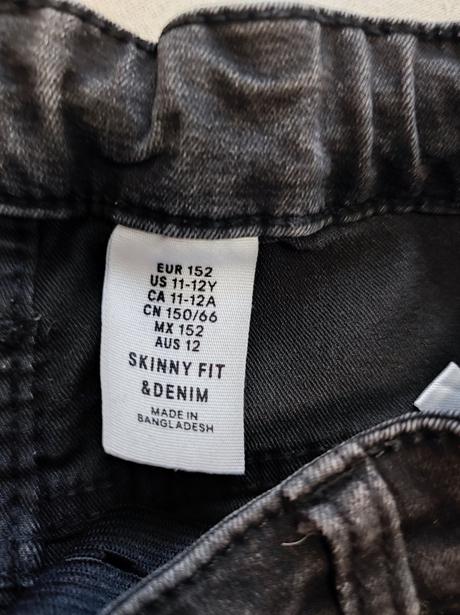 EUR 152
US 11-12Y
CA 11-12A
CN 150/66
MX 152
AUS 12
SKINNY FIT
&DENIM
MADE IN
BANGLADESH